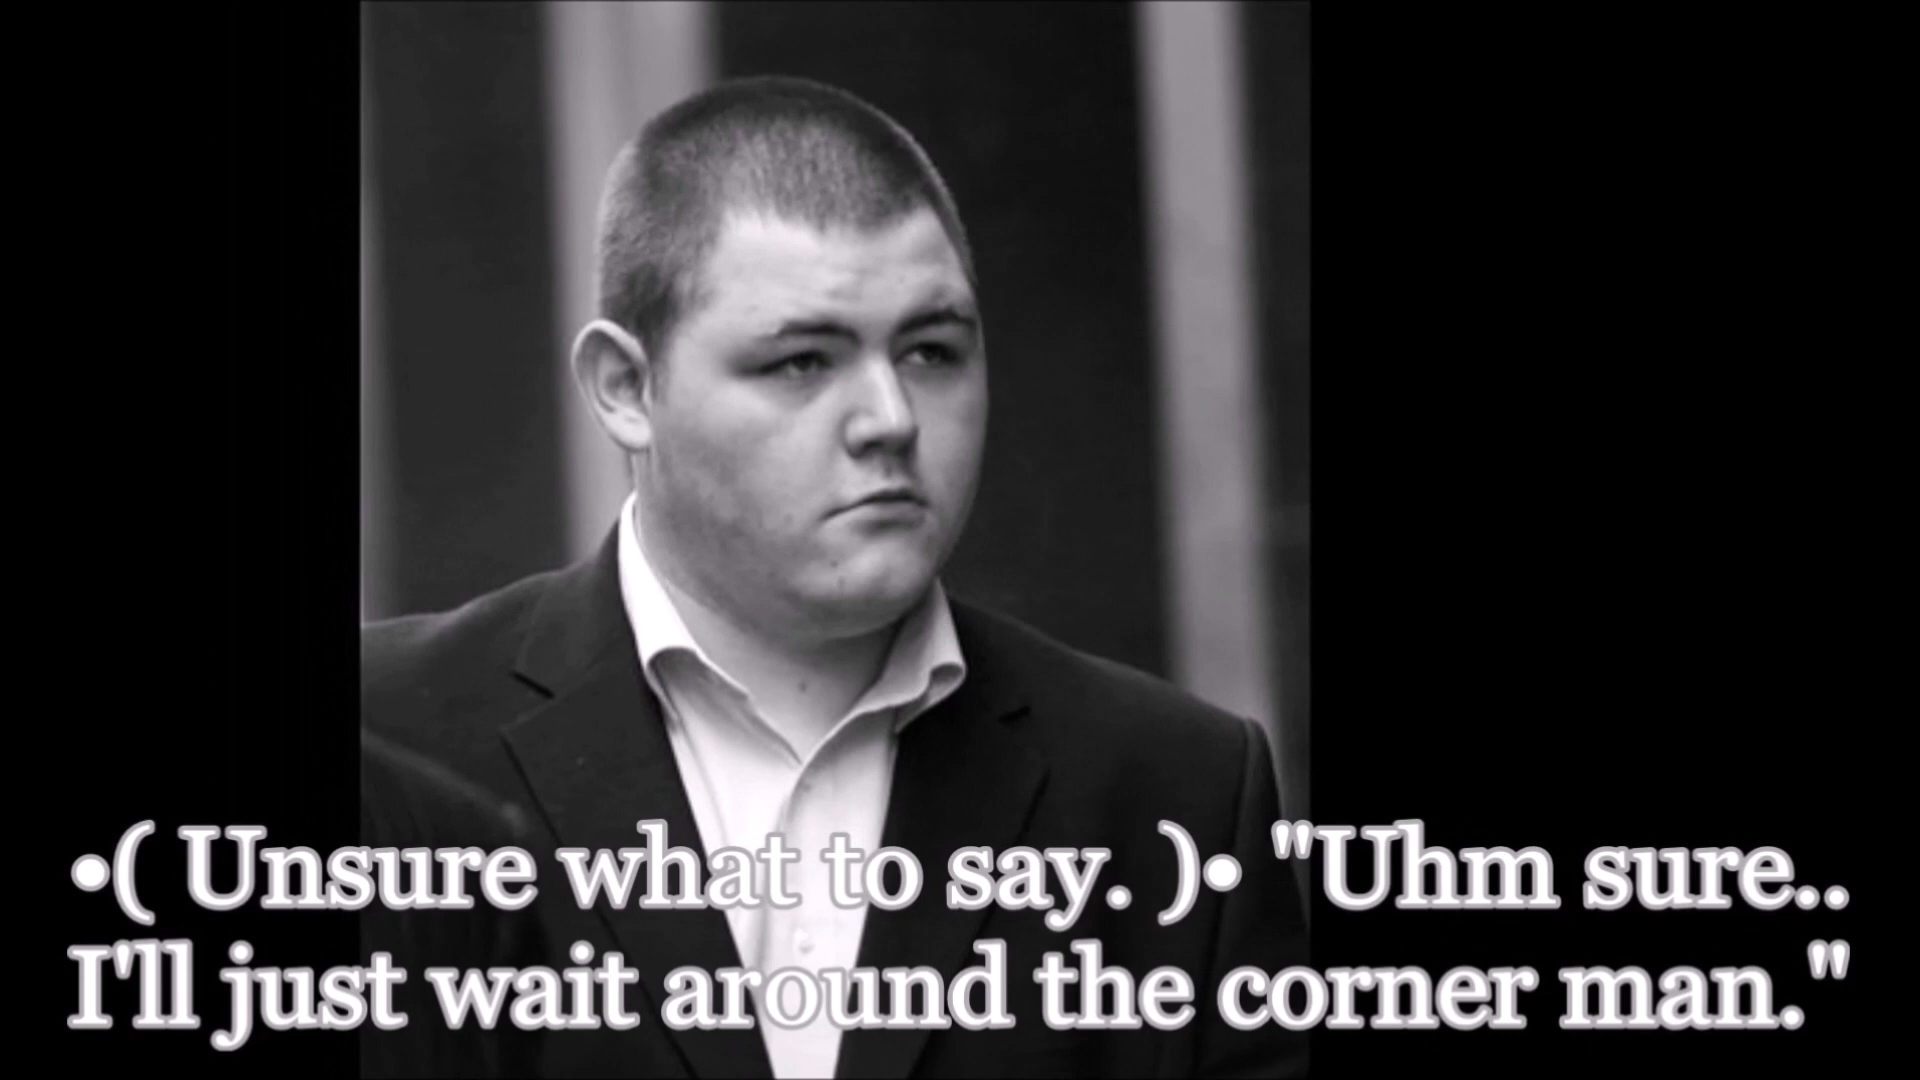 •( Unsure what to say. )• "Uhm sure..
I'll just wait around the corner man."